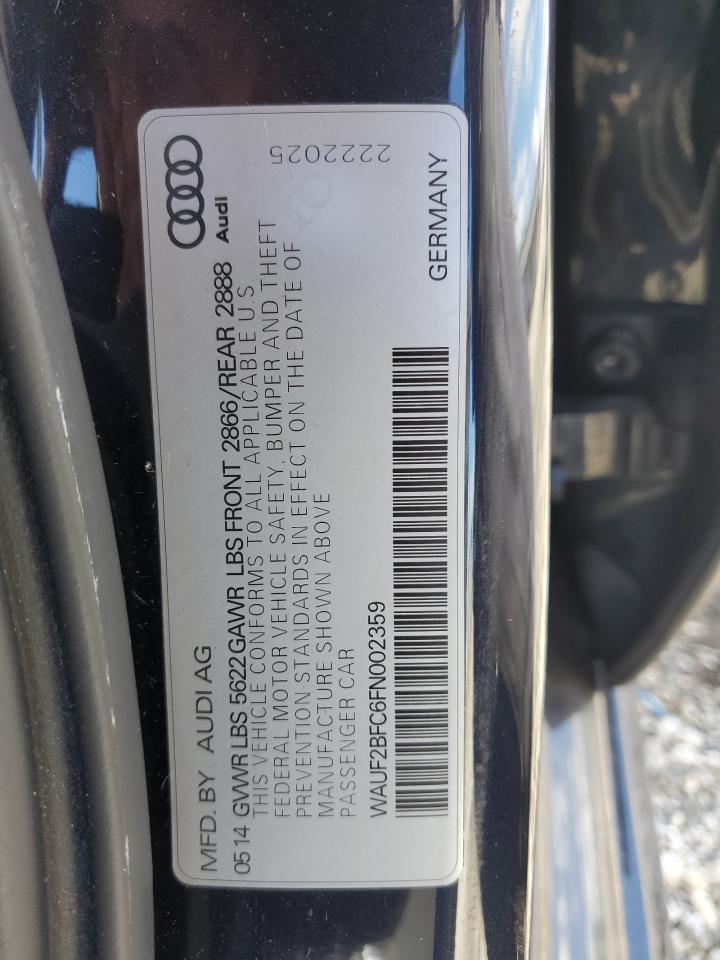 MFD. BY. AUDI AG
0514 GVWR LBS 5622 GAWR LBS FRONT 2866/REAR 2888
Audi
THIS VEHICLE CONFORMS TO ALL APPLICABLE U.S.
FEDERAL MOTOR VEHICLE SAFETY, BUMPER AND THEFT
PREVENTION STANDARDS IN EFFECT ON THE DATE OF
MANUFACTURE SHOWN ABOVE
PASSENGER CAR
WAUF2BFC6FN002359
GERMANY
2222025